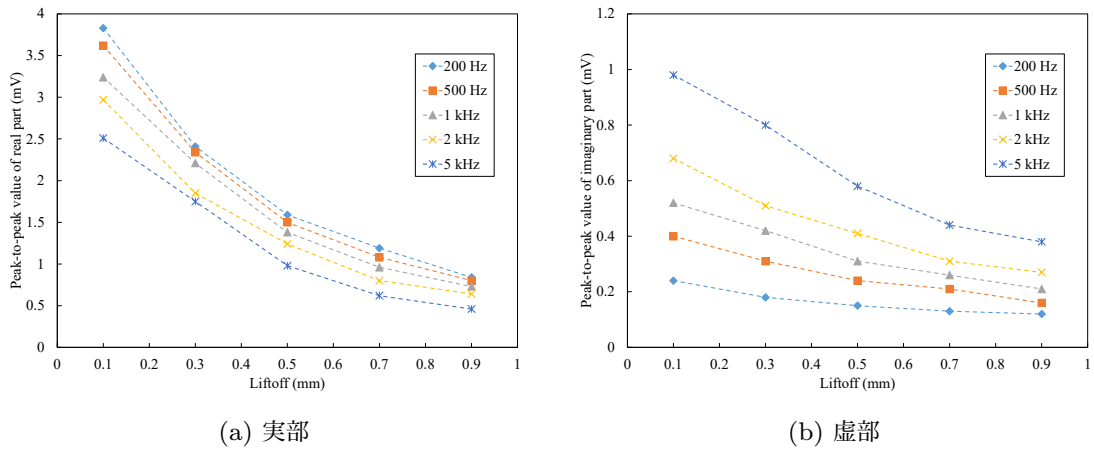 Peak-to-peak value of real part (mV)
4
3.5
3
2.5
2
1.5
1
0.5
0
0 0.1 0.2 0.3 0.4 0.5 0.6 0.7 0.8 0.9 1
Liftoff (mm)
200 Hz
500 Hz
1 kHz
2 kHz
5 kHz
(a) 実部
Peak-to-peak value of imaginary part (mV)
1.2
1
0.8
0.6
0.4
0.2
0
0 0.1 0.2 0.3 0.4 0.5 0.6 0.7 0.8 0.9 1
Liftoff (mm)
200 Hz
500 Hz
1 kHz
2 kHz
5 kHz
(b) 虚部